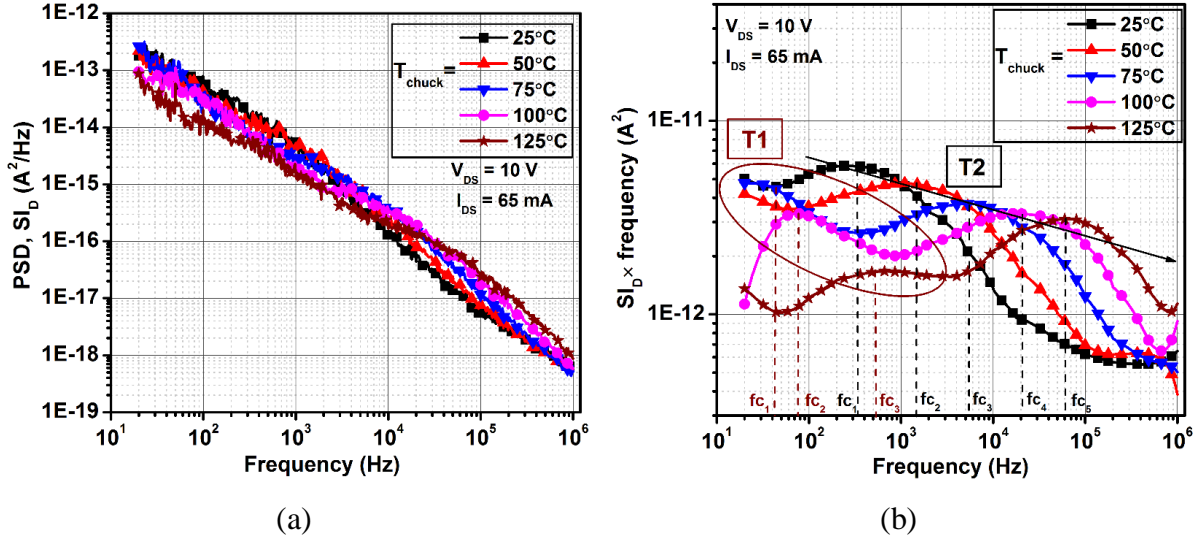 1E-12
1E-13
1E-14
1E-15
1E-16
1E-17
1E-18
1E-19
PSD, SI_D (A²/Hz)
10¹ 10² 10³ 10⁴ 10⁵ 10⁶
Frequency (Hz)
T_chuck =
25°C
50°C
75°C
100°C
125°C
V_DS = 10 V
I_DS = 65 mA
(a)
V_DS = 10 V
I_DS = 65 mA
T_chuck =
25°C
50°C
75°C
100°C
125°C
1E-11
1E-12
SI_D × frequency (A²)
T1
T2
fc₁ fc₂ fc₁ fc₃ fc₂ fc₃ fc₄ fc₅
10¹ 10² 10³ 10⁴ 10⁵ 10⁶
Frequency (Hz)
(b)